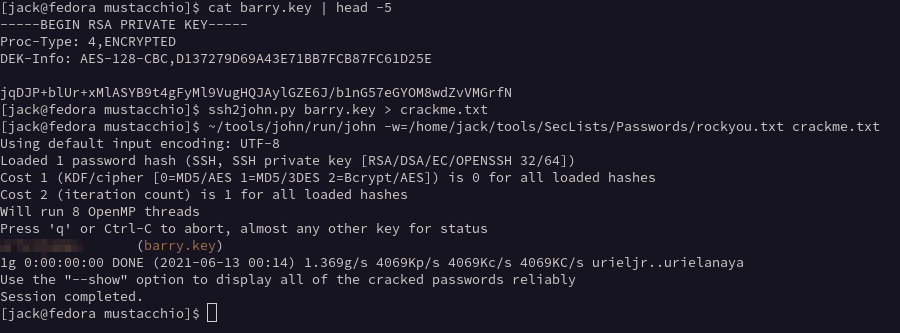 [jack@fedora mustacchio]$ cat barry.key | head -5
-----BEGIN RSA PRIVATE KEY-----
Proc-Type: 4,ENCRYPTED
DEK-Info: AES-128-CBC,D137279D69A43E71BB7FCB87FC61D25E
jqDJP+blUr+xMlASYB9t4gFyMl9VugHQJAylGZE6J/b1nG57eGYOM8wdZvVMGrfN
[jack@fedora mustacchio]$ ssh2john.py barry.key > crackme.txt
[jack@fedora mustacchio]$ ~/tools/john/run/john -w=/home/jack/tools/SecLists/Passwords/rockyou.txt crackme.txt
Using default input encoding: UTF-8
Loaded 1 password hash (SSH, SSH private key [RSA/DSA/EC/OPENSSH 32/64])
Cost 1 (KDF/cipher [0=MD5/AES 1=MD5/3DES 2=Bcrypt/AES]) is 0 for all loaded hashes
Cost 2 (iteration count) is 1 for all loaded hashes
Will run 8 OpenMP threads
Press 'q' or Ctrl-C to abort, almost any other key for status
(barry.key)
1g 0:00:00:00 DONE (2021-06-13 00:14) 1.369g/s 4069Kp/s 4069Kc/s 4069KC/s urieljr..urielanaya
Use the "--show" option to display all of the cracked passwords reliably
Session completed.
[jack@fedora mustacchio]$